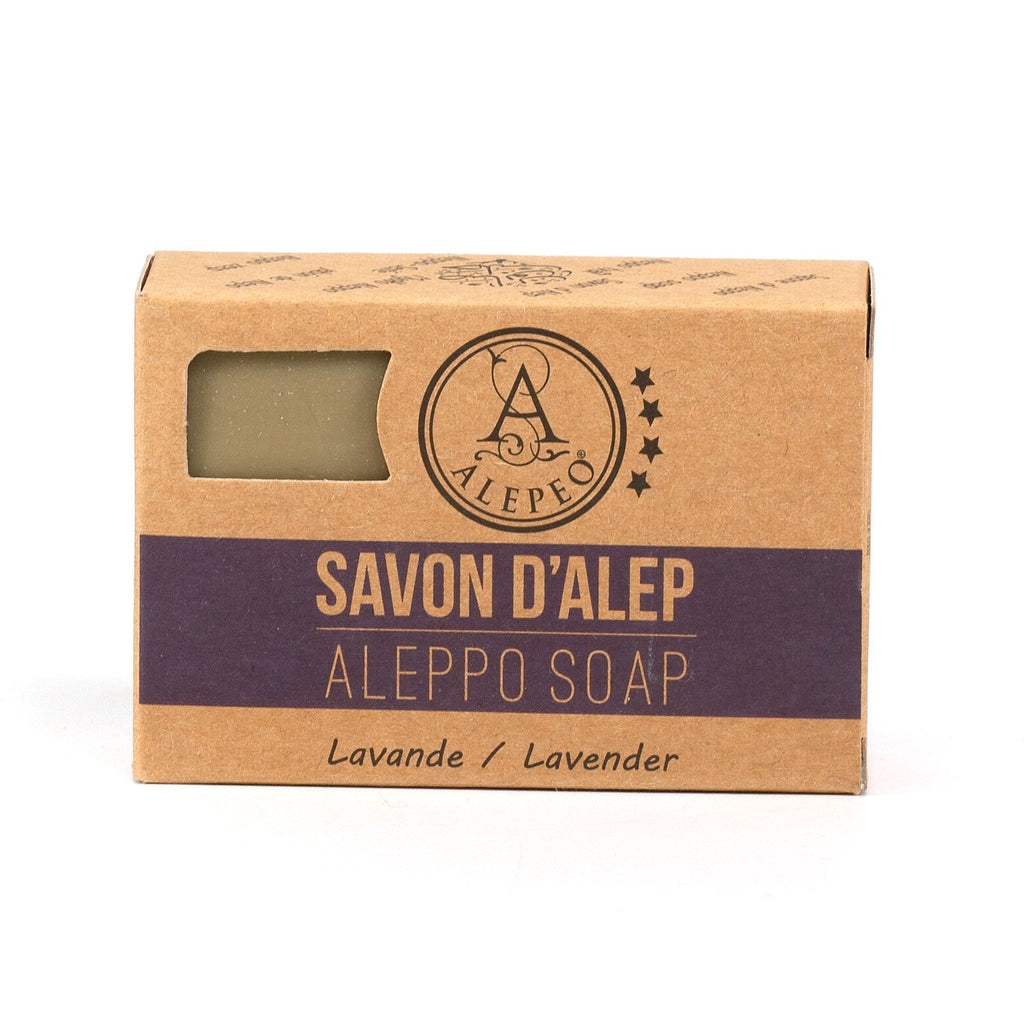 A
ALEPEO®
SAVON D'ALEP
ALEPPO SOAP
Lavande / Lavender